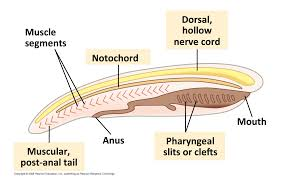 Dorsal,
hollow
nerve cord
Muscle
segments
Notochord
Mouth
Anus
Pharyngeal
slits or clefts
Muscular,
post-anal tail